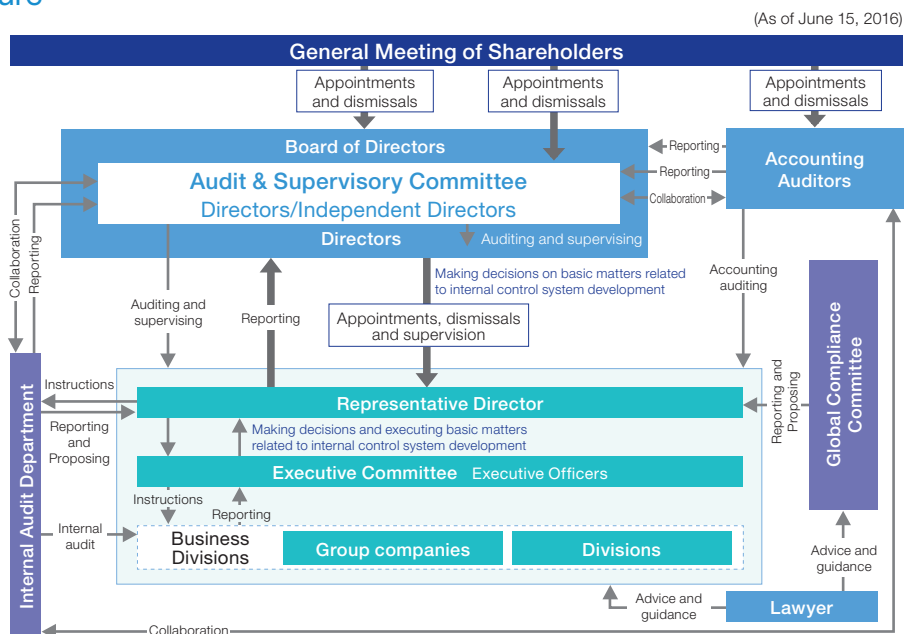 (As of June 15, 2016)
General Meeting of Shareholders
Appointments
and dismissals
Appointments
and dismissals
Appointments
and dismissals
Board of Directors
Audit & Supervisory Committee
Directors/Independent Directors
Directors
Auditing and supervising
Reporting
Reporting
Collaboration
Accounting
Auditors
Collaboration
Reporting
Auditing and
supervising
Reporting
Making decisions on basic matters related
to internal control system development
Appointments, dismissals
and supervision
Accounting
auditing
Global Compliance
Committee
Internal Audit Department
Instructions
Reporting
and
Proposing
Representative Director
Reporting and
Proposing
Making decisions and executing basic matters
related to internal control system development
Executive Committee Executive Officers
Instructions
Reporting
Internal
audit
Business
Divisions
Group companies
Divisions
Advice and
guidance
Advice and
guidance
Lawyer
Collaboration